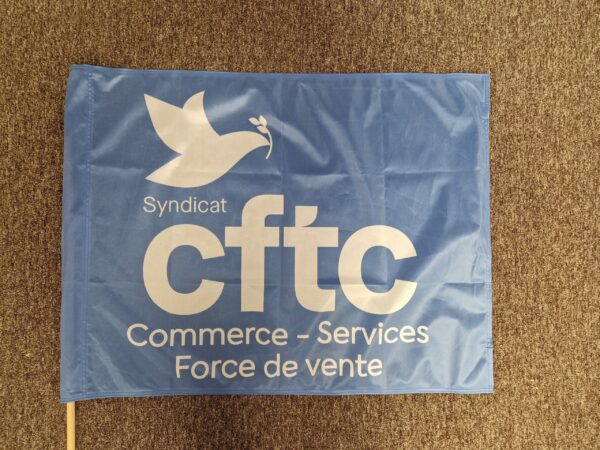 Syndicat
cftc
Commerce - Services
Force de vente